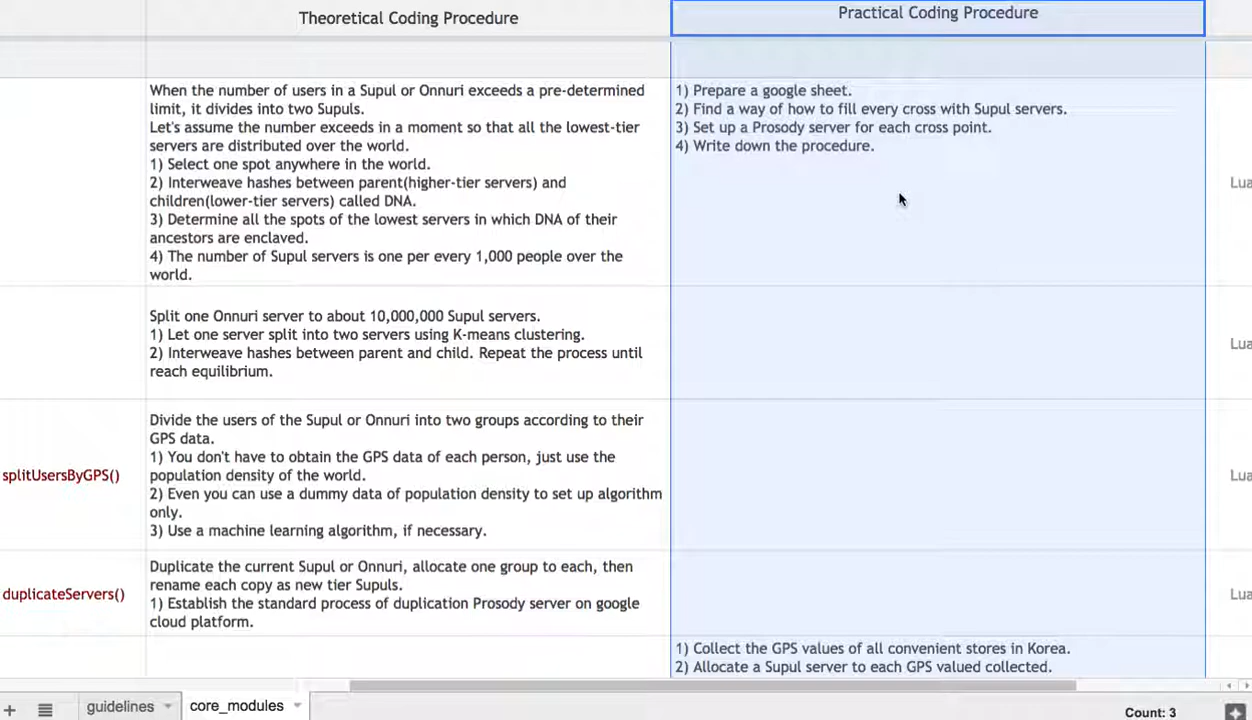 Theoretical Coding Procedure
Practical Coding Procedure
When the number of users in a Supul or Onnuri exceeds a pre-determined
limit, it divides into two Supuls.
Let's assume the number exceeds in a moment so that all the lowest-tier
servers are distributed over the world.
1) Select one spot anywhere in the world.
2) Interweave hashes between parent(higher-tier servers) and
children(lower-tier servers) called DNA.
3) Determine all the spots of the lowest servers in which DNA of their
ancestors are enclaved.
4) The number of Supul servers is one per every 1,000 people over the
world.
1) Prepare a google sheet.
2) Find a way of how to fill every cross with Supul servers.
3) Set up a Prosody server for each cross point.
4) Write down the procedure.
Lua
Split one Onnuri server to about 10,000,000 Supul servers.
1) Let one server split into two servers using K-means clustering.
2) Interweave hashes between parent and child. Repeat the process until
reach equilibrium.
Lua
splitUsersByGPS()
Divide the users of the Supul or Onnuri into two groups according to their
GPS data.
1) You don't have to obtain the GPS data of each person, just use the
population density of the world.
2) Even you can use a dummy data of population density to set up algorithm
only.
3) Use a machine learning algorithm, if necessary.
Lua
duplicateServers()
Duplicate the current Supul or Onnuri, allocate one group to each, then
rename each copy as new tier Supuls.
1) Establish the standard process of duplication Prosody server on google
cloud platform.
Lua
1) Collect the GPS values of all convenient stores in Korea.
2) Allocate a Supul server to each GPS valued collected.
guidelines
core_modules
Count: 3